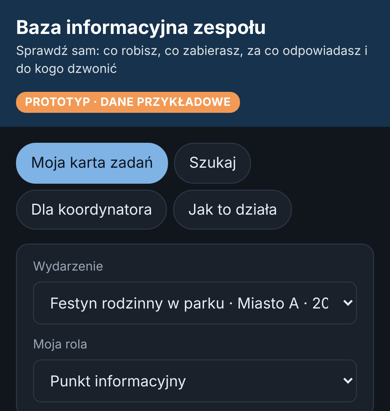 Baza informacyjna zespołu
Sprawdź sam: co robisz, co zabierasz, za co odpowiadasz i
do kogo dzwonić
PROTOTYP · DANE PRZYKŁADOWE
Moja karta zadań
Szukaj
Dla koordynatora
Jak to działa
Wydarzenie
Festyn rodzinny w parku · Miasto A · 20
Moja rola
Punkt informacyjny